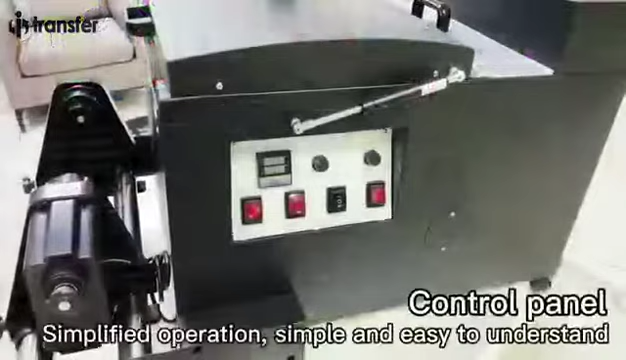 transfer
Control panel
Simplified operation, simple and easy to understand